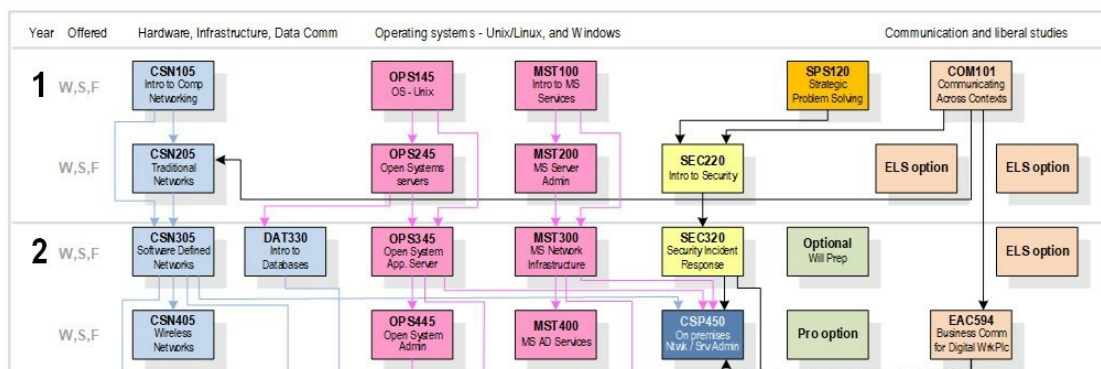 Year Offered Hardware, Infrastructure, Data Comm Operating systems - Unix/Linux, and Windows Communication and liberal studies
1 W,S,F
CSN105
Intro to Comp
Networking
OPS145
OS - Unix
MST100
Intro to MS
Services
SPS120
Strategic
Problem Solving
COM101
Communicating
Across Contexts
W,S,F
CSN205
Traditional
Networks
OPS245
Open Systems
servers
MST200
MS Server
Admin
SEC220
Intro to Security
ELS option
ELS option
2 W,S,F
CSN305
Software Defined
Networks
DAT330
Intro to
Databases
OPS345
Open System
App. Server
MST300
MS Network
Infrastructure
SEC320
Security Incident
Response
Optional
Will Prep
ELS option
W,S,F
CSN405
Wireless
Networks
OPS445
Open System
Admin
MST400
MS AD Services
CSP450
On premises
Ntwk / Srv Admin
Pro option
EAC594
Business Comm
for Digital WrkPlc